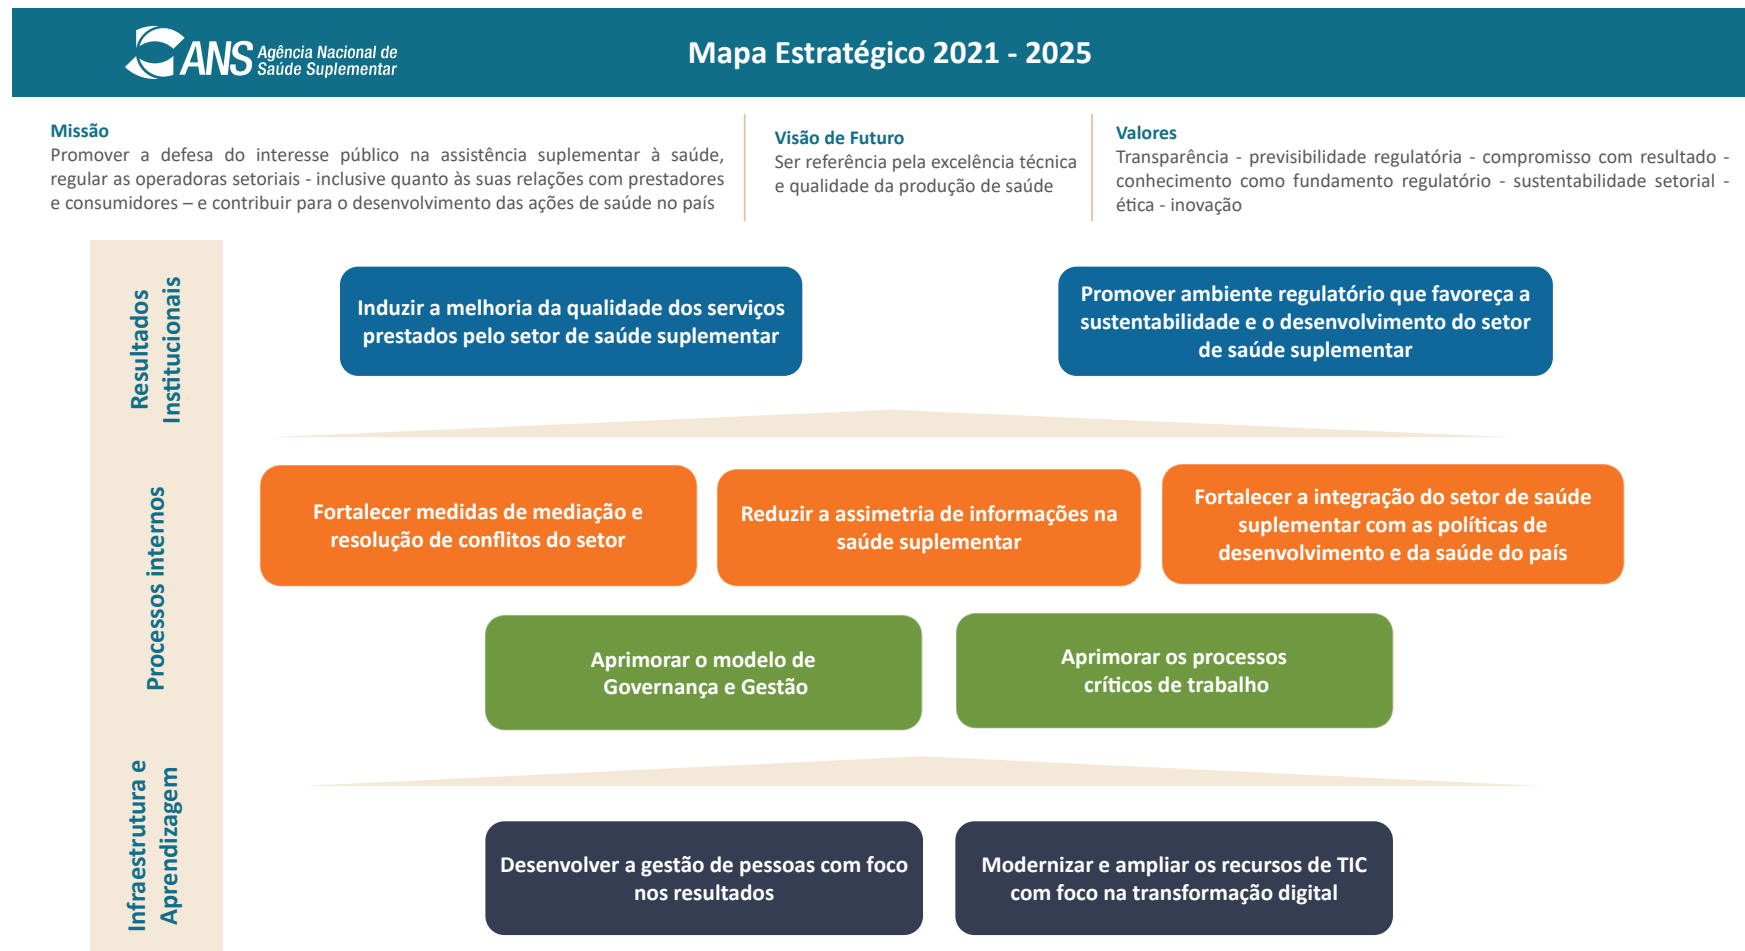 ANS Agência Nacional de
Saúde Suplementar
Mapa Estratégico 2021 - 2025
Missão
Promover a defesa do interesse público na assistência suplementar à saúde,
regular as operadoras setoriais - inclusive quanto às suas relações com prestadores
e consumidores – e contribuir para o desenvolvimento das ações de saúde no país
Visão de Futuro
Ser referência pela excelência técnica
e qualidade da produção de saúde
Valores
Transparência - previsibilidade regulatória - compromisso com resultado -
conhecimento como fundamento regulatório - sustentabilidade setorial -
ética - inovação
Resultados
Institucionais
Induzir a melhoria da qualidade dos serviços
prestados pelo setor de saúde suplementar
Promover ambiente regulatório que favoreça a
sustentabilidade e o desenvolvimento do setor
de saúde suplementar
Processos internos
Fortalecer medidas de mediação e
resolução de conflitos do setor
Reduzir a assimetria de informações na
saúde suplementar
Fortalecer a integração do setor de saúde
suplementar com as políticas de
desenvolvimento e da saúde do país
Aprimorar o modelo de
Governança e Gestão
Aprimorar os processos
críticos de trabalho
Infraestrutura e
Aprendizagem
Desenvolver a gestão de pessoas com foco
nos resultados
Modernizar e ampliar os recursos de TIC
com foco na transformação digital